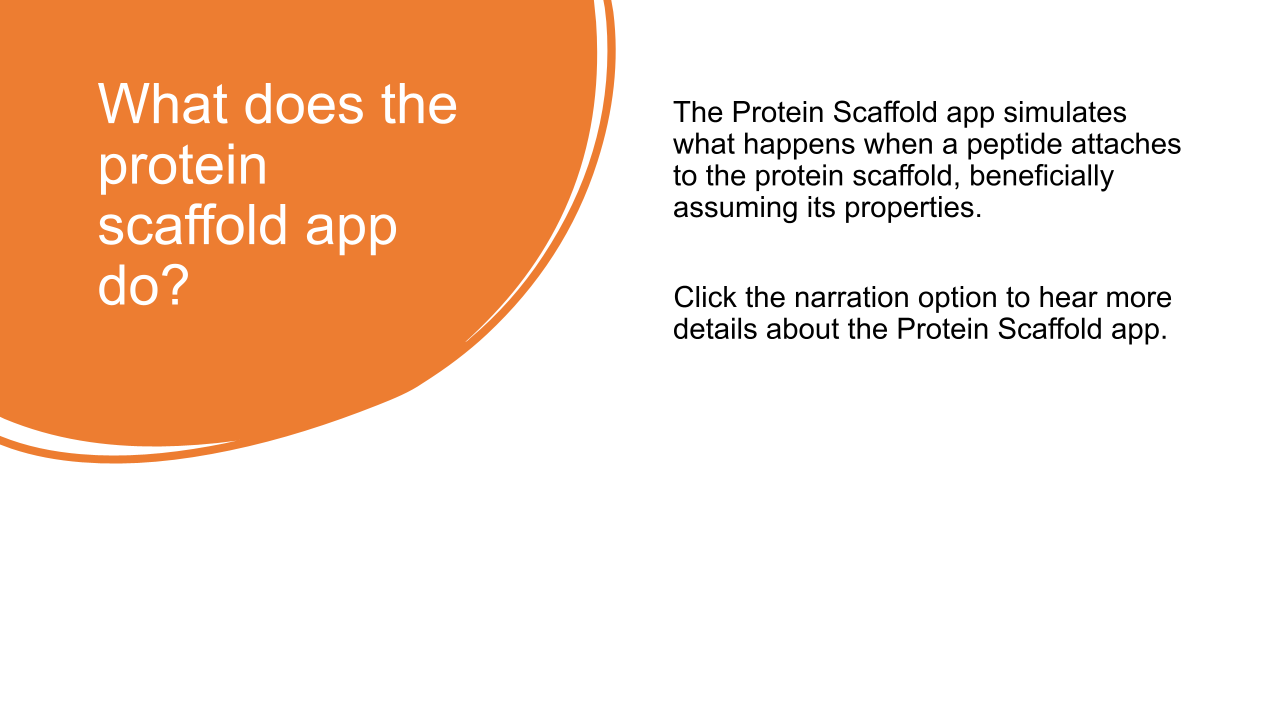 What does the
protein
scaffold app
do?
The Protein Scaffold app simulates
what happens when a peptide attaches
to the protein scaffold, beneficially
assuming its properties.
Click the narration option to hear more
details about the Protein Scaffold app.